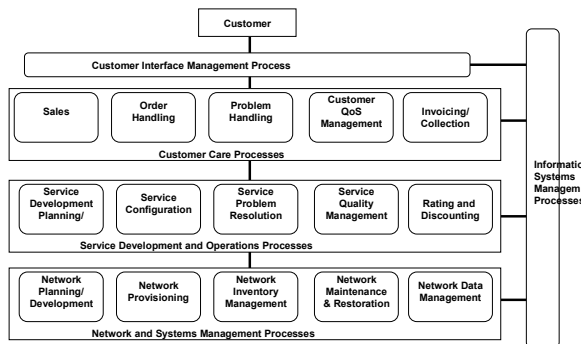 Customer
Customer Interface Management Process
Sales
Order
Handling
Problem
Handling
Customer
QoS
Management
Invoicing/
Collection
Customer Care Processes
Service
Development
Planning/
Service
Configuration
Service
Problem
Resolution
Service
Quality
Management
Rating and
Discounting
Service Development and Operations Processes
Network
Planning/
Development
Network
Provisioning
Network
Inventory
Management
Network
Maintenance
& Restoration
Network Data
Management
Network and Systems Management Processes
Informatio
Systems
Managem
Processes